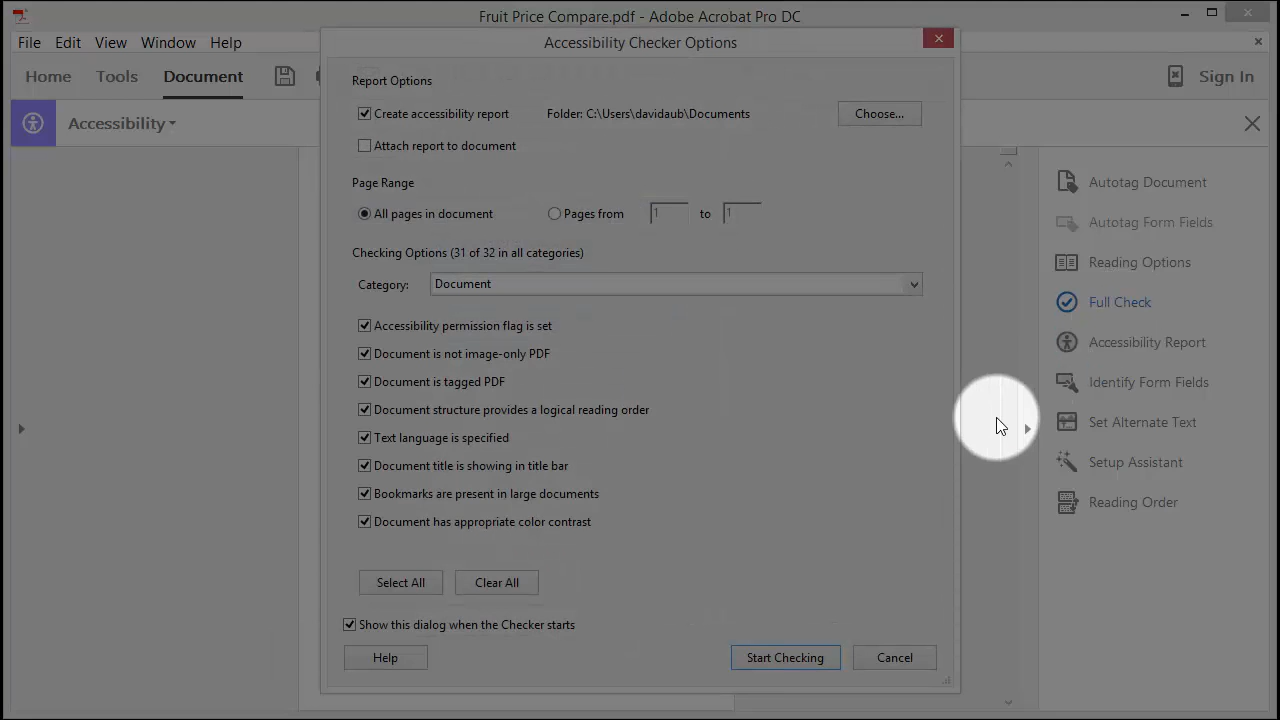 Fruit Price Compare.pdf - Adobe Acrobat Pro DC
File Edit View Window Help
Accessibility Checker Options
Home Tools Document Sign In
Accessibility
Report Options
Create accessibility report Folder: C:\Users\davidaub\Documents Choose...
Attach report to document
Page Range
All pages in document Pages from 1 to 1
Checking Options (31 of 32 in all categories)
Category: Document
Accessibility permission flag is set
Document is not image-only PDF
Document is tagged PDF
Document structure provides a logical reading order
Text language is specified
Document title is showing in title bar
Bookmarks are present in large documents
Document has appropriate color contrast
Select All Clear All
Show this dialog when the Checker starts
Help Start Checking Cancel
Autotag Document
Autotag Form Fields
Reading Options
Full Check
Accessibility Report
Identify Form Fields
Set Alternate Text
Setup Assistant
Reading Order